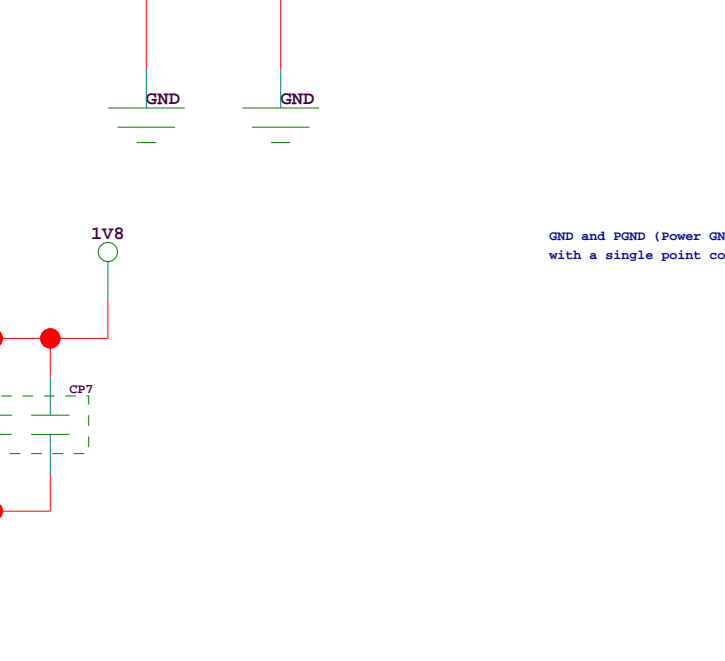 GND GND
1V8
GND and PGND (Power GN
with a single point co
CP7